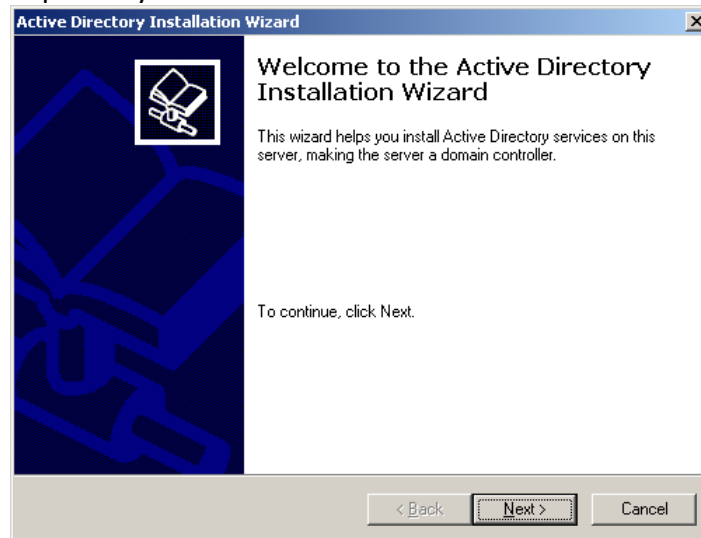 Active Directory Installation Wizard
Welcome to the Active Directory
Installation Wizard
This wizard helps you install Active Directory services on this
server, making the server a domain controller.
To continue, click Next.
< Back
Next >
Cancel